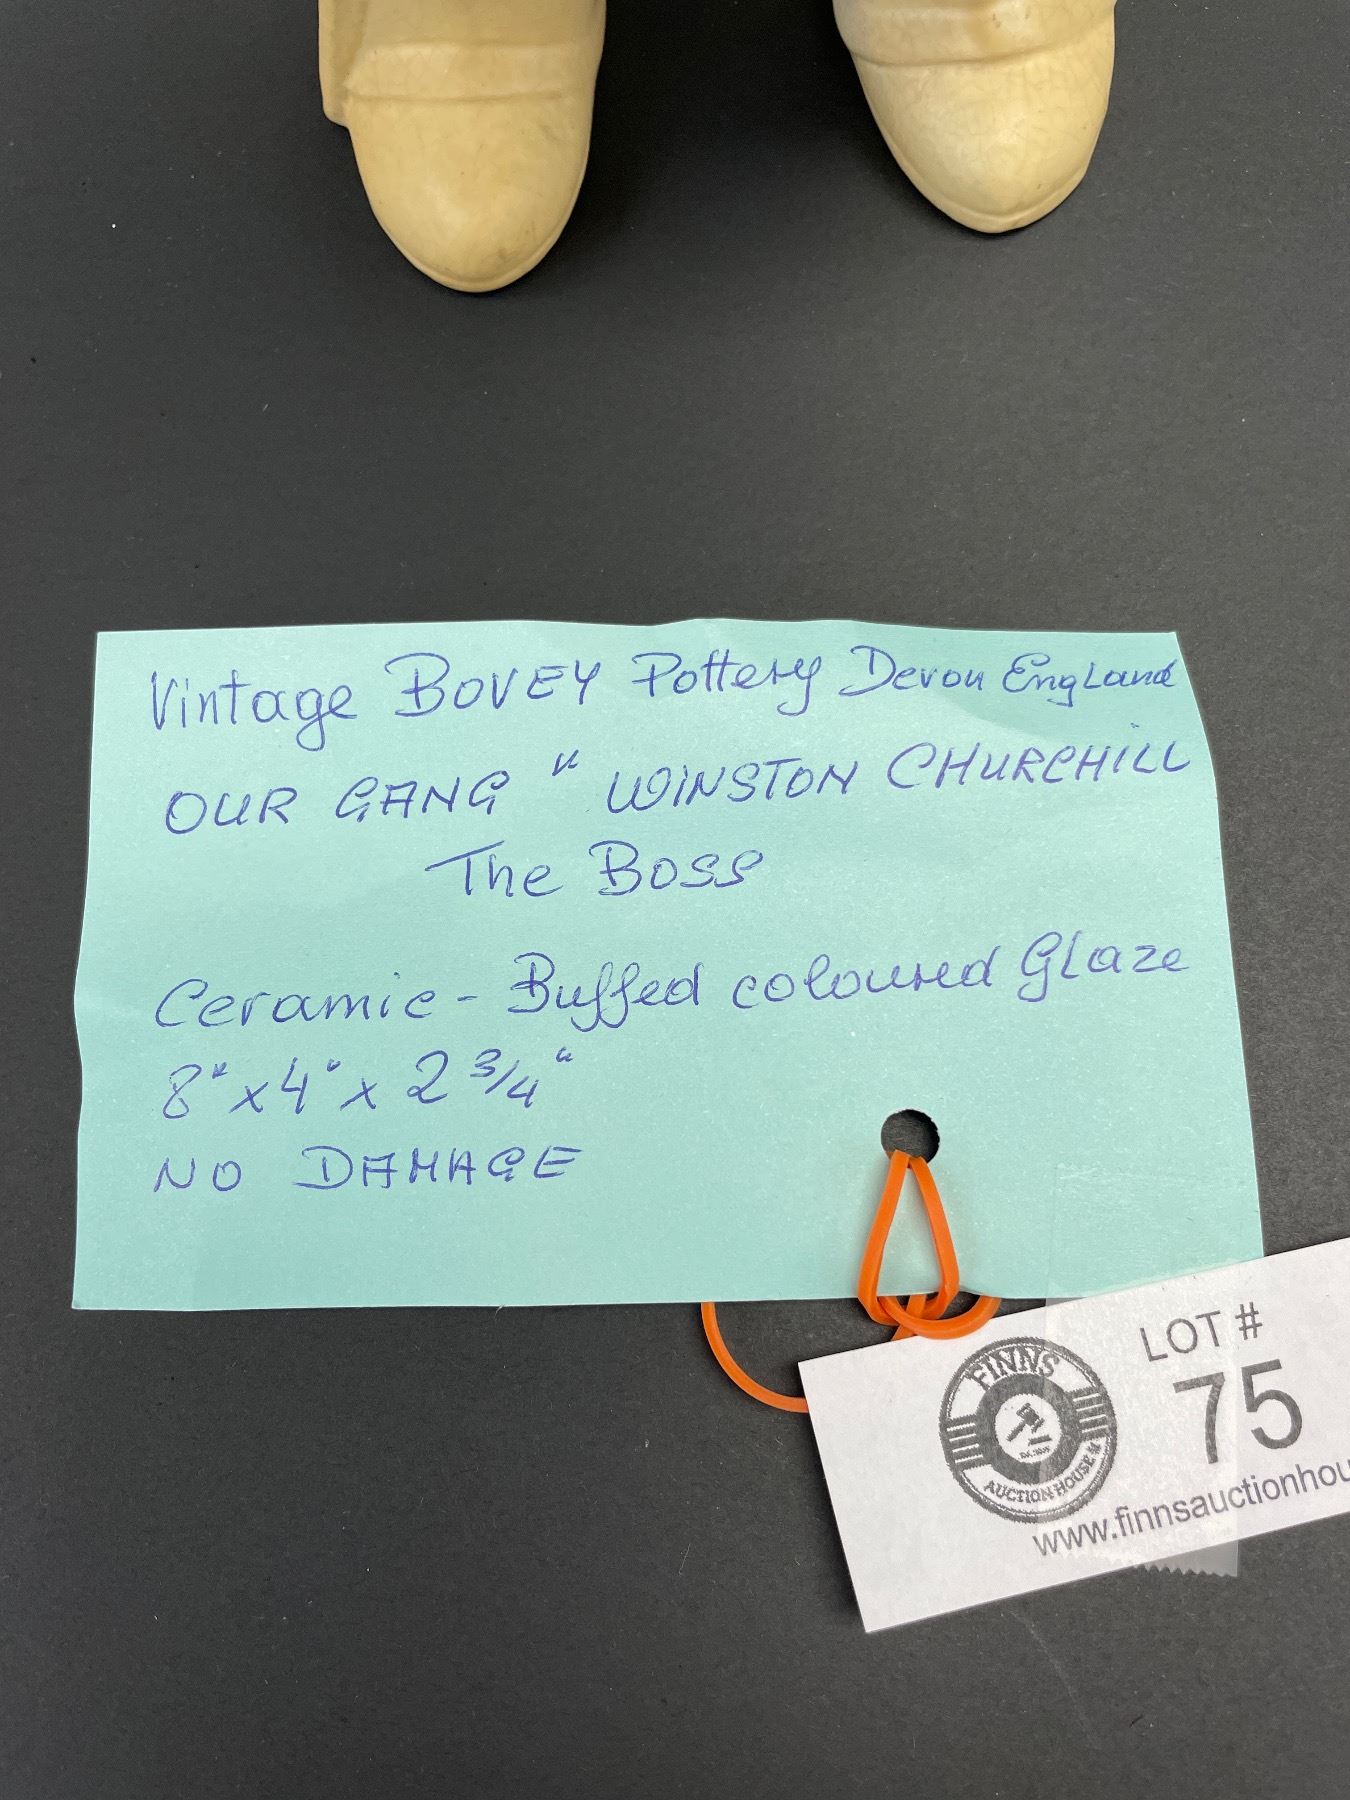 Vintage BOVEY Pottery Devon England
OUR GANG " WINSTON CHURCHILL
The Boss
Ceramic - Buffed coloured Glaze
8" x 4" x 2 3/4"
NO DAMAGE
LOT #
75
FINNS
AUCTION HOUSE
www.finnsauctionhou